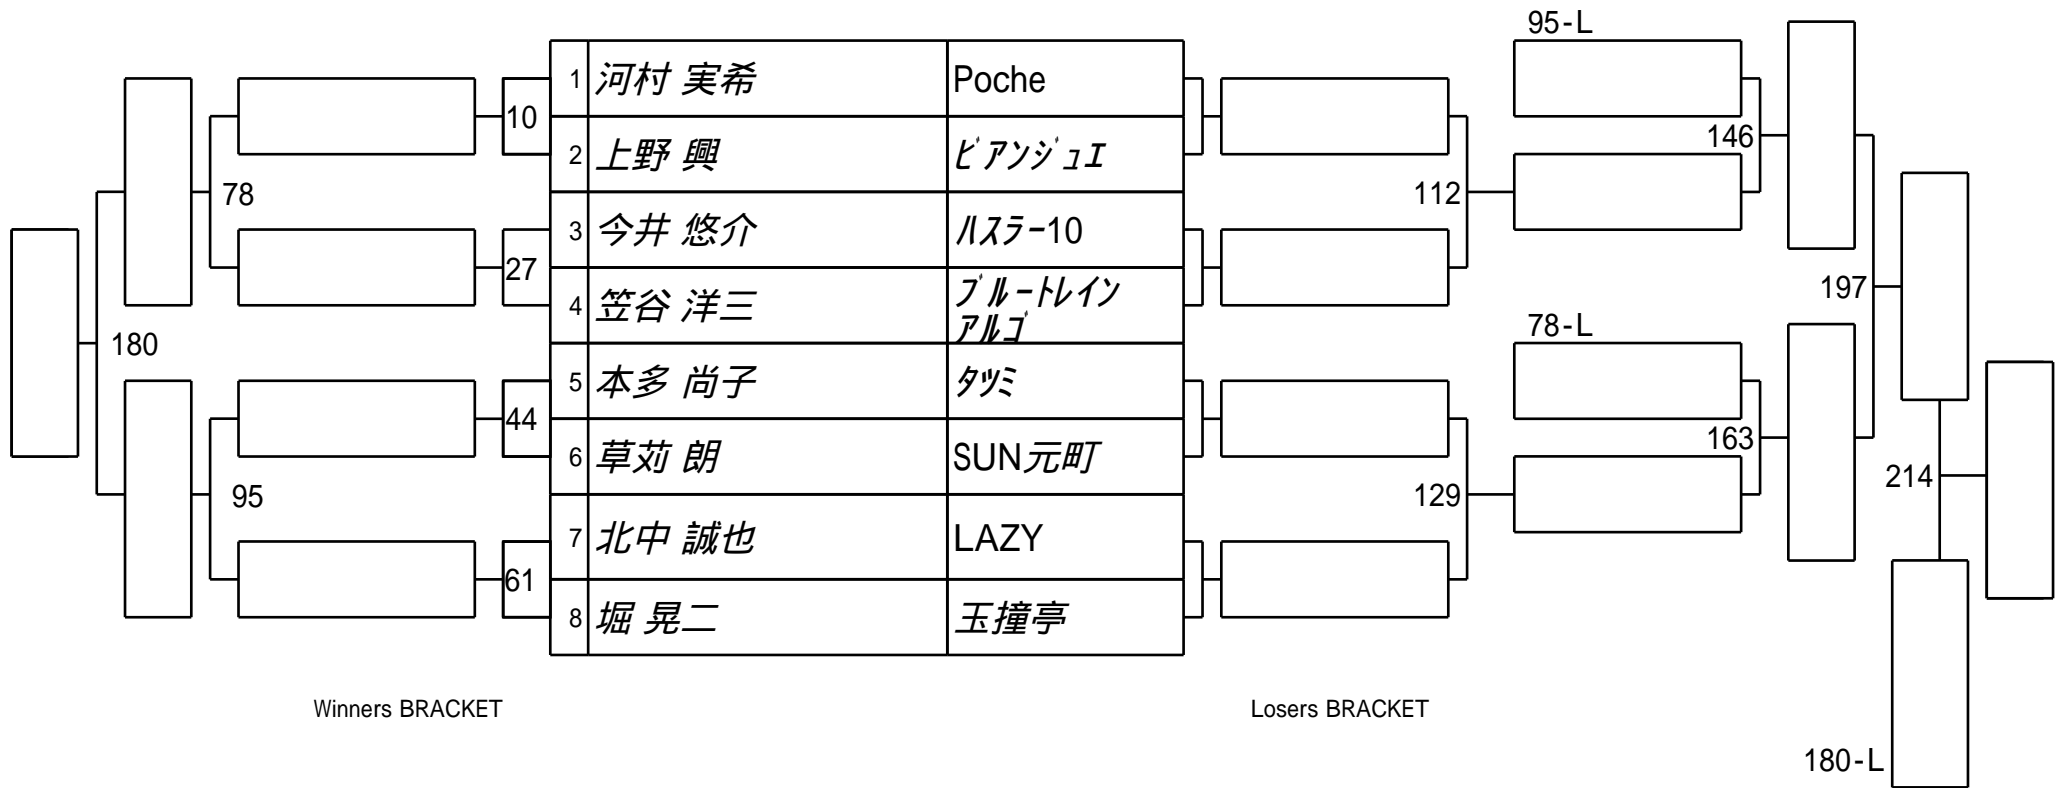 95-L
1 河村 実希 Poche
10
146
2 上野 興 ﾋﾞｱﾝｼﾞｭｴ
78
112
3 今井 悠介 ﾊｽﾗｰ10
27
197
4 笠谷 洋三 ﾌﾞﾙｰﾄﾚｲﾝ
ｱﾙｺﾞ
78-L
180
5 本多 尚子 ﾀﾂﾐ
44
163
6 草苅 朗 SUN元町
214
95
129
7 北中 誠也 LAZY
61
8 堀 晃二 玉撞亭
Winners BRACKET
Losers BRACKET
180-L